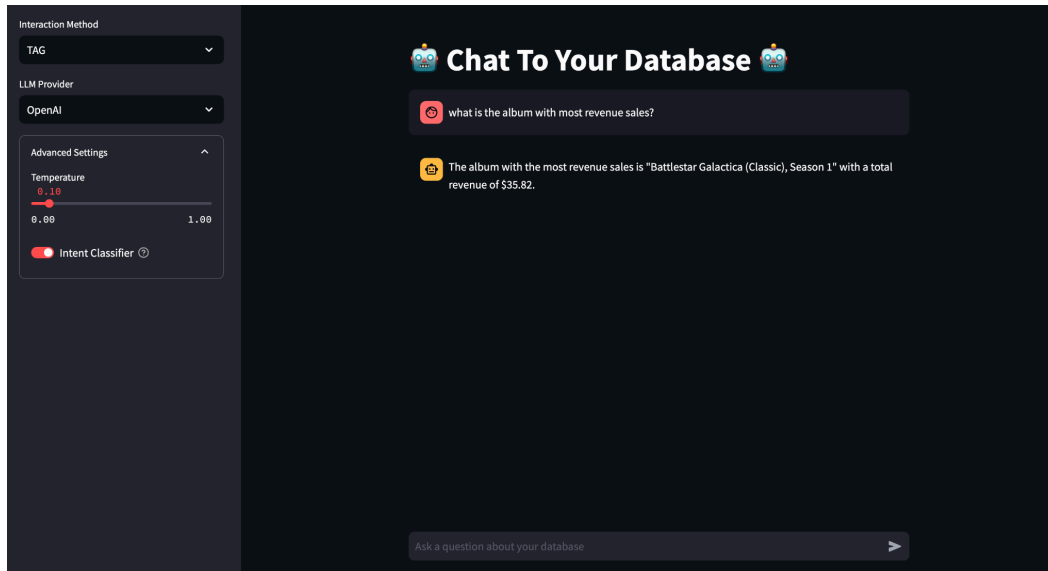 Interaction Method
TAG
LLM Provider
OpenAI
Advanced Settings
Temperature
0.10
0.00 1.00
Intent Classifier
🤖 Chat To Your Database 🤖
what is the album with most revenue sales?
The album with the most revenue sales is "Battlestar Galactica (Classic), Season 1" with a total
revenue of $35.82.
Ask a question about your database